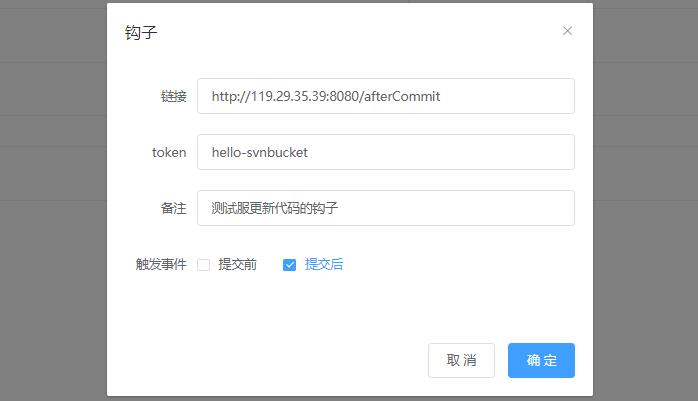 钩子
链接 http://119.29.35.39:8080/afterCommit
token hello-svnbucket
备注 测试服更新代码的钩子
触发事件 提交前 提交后
取 消 确 定